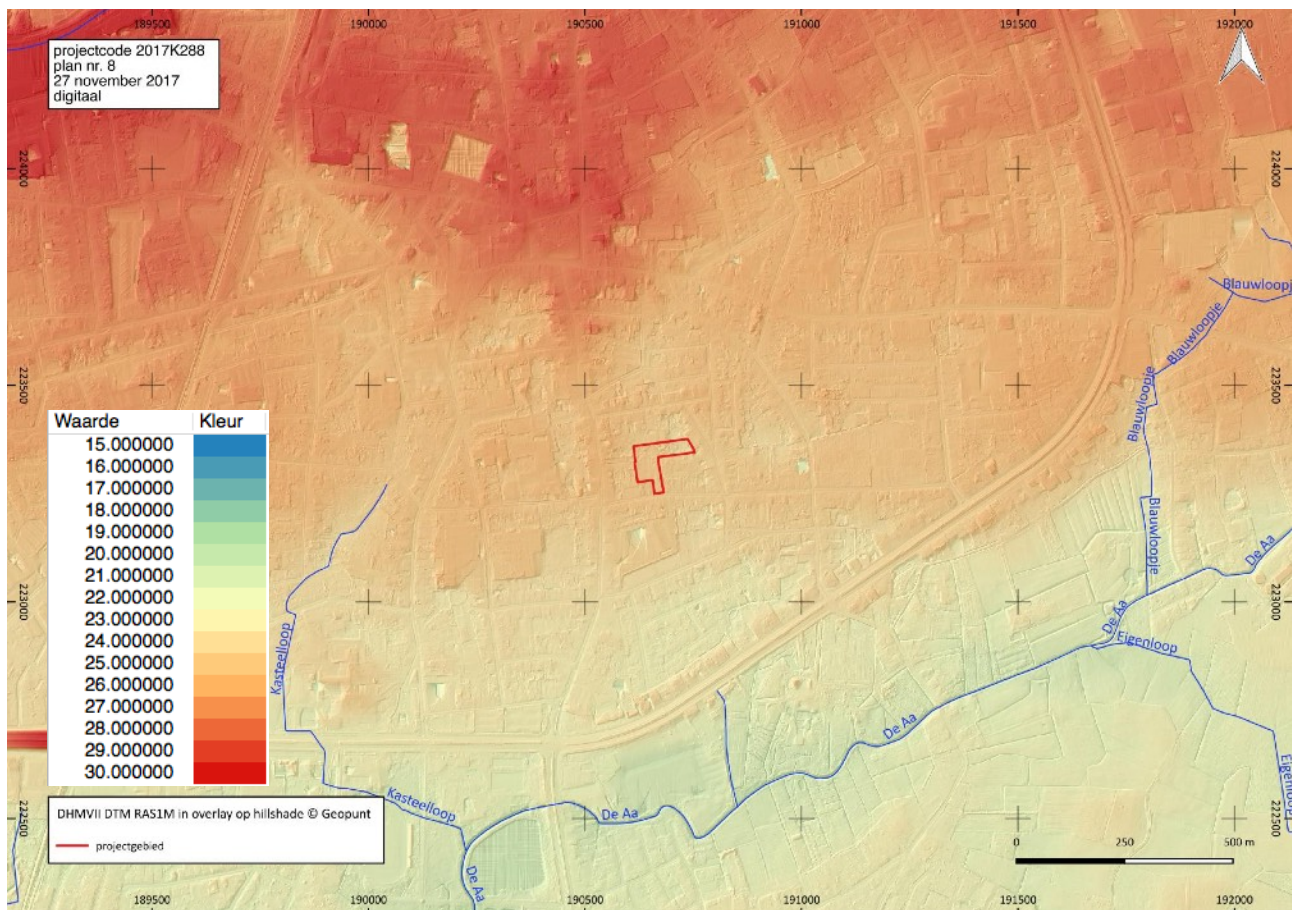 189500 190000 190500 191000 191500 192000
projectcode 2017K288
plan nr. 8
27 november 2017
digitaal
224000
224000
Blauwloopje
Blauwloopje
223500
223500
Blauwloopje
Waarde Kleur
15.000000
16.000000
17.000000
18.000000
19.000000
20.000000
21.000000
22.000000
23.000000
24.000000
25.000000
26.000000
27.000000
28.000000
29.000000
30.000000
Blauwloopje
De Aa
223000
223000
De Aa
Eigenloop
Kasteelloop
De Aa
Eigenloop
Kasteelloop
De Aa
222500
222500
DHMVII DTM RAS1M in overlay op hillshade © Geopunt
projectgebied
0 250 500 m
De Aa
189500 190000 190500 191000 191500 192000